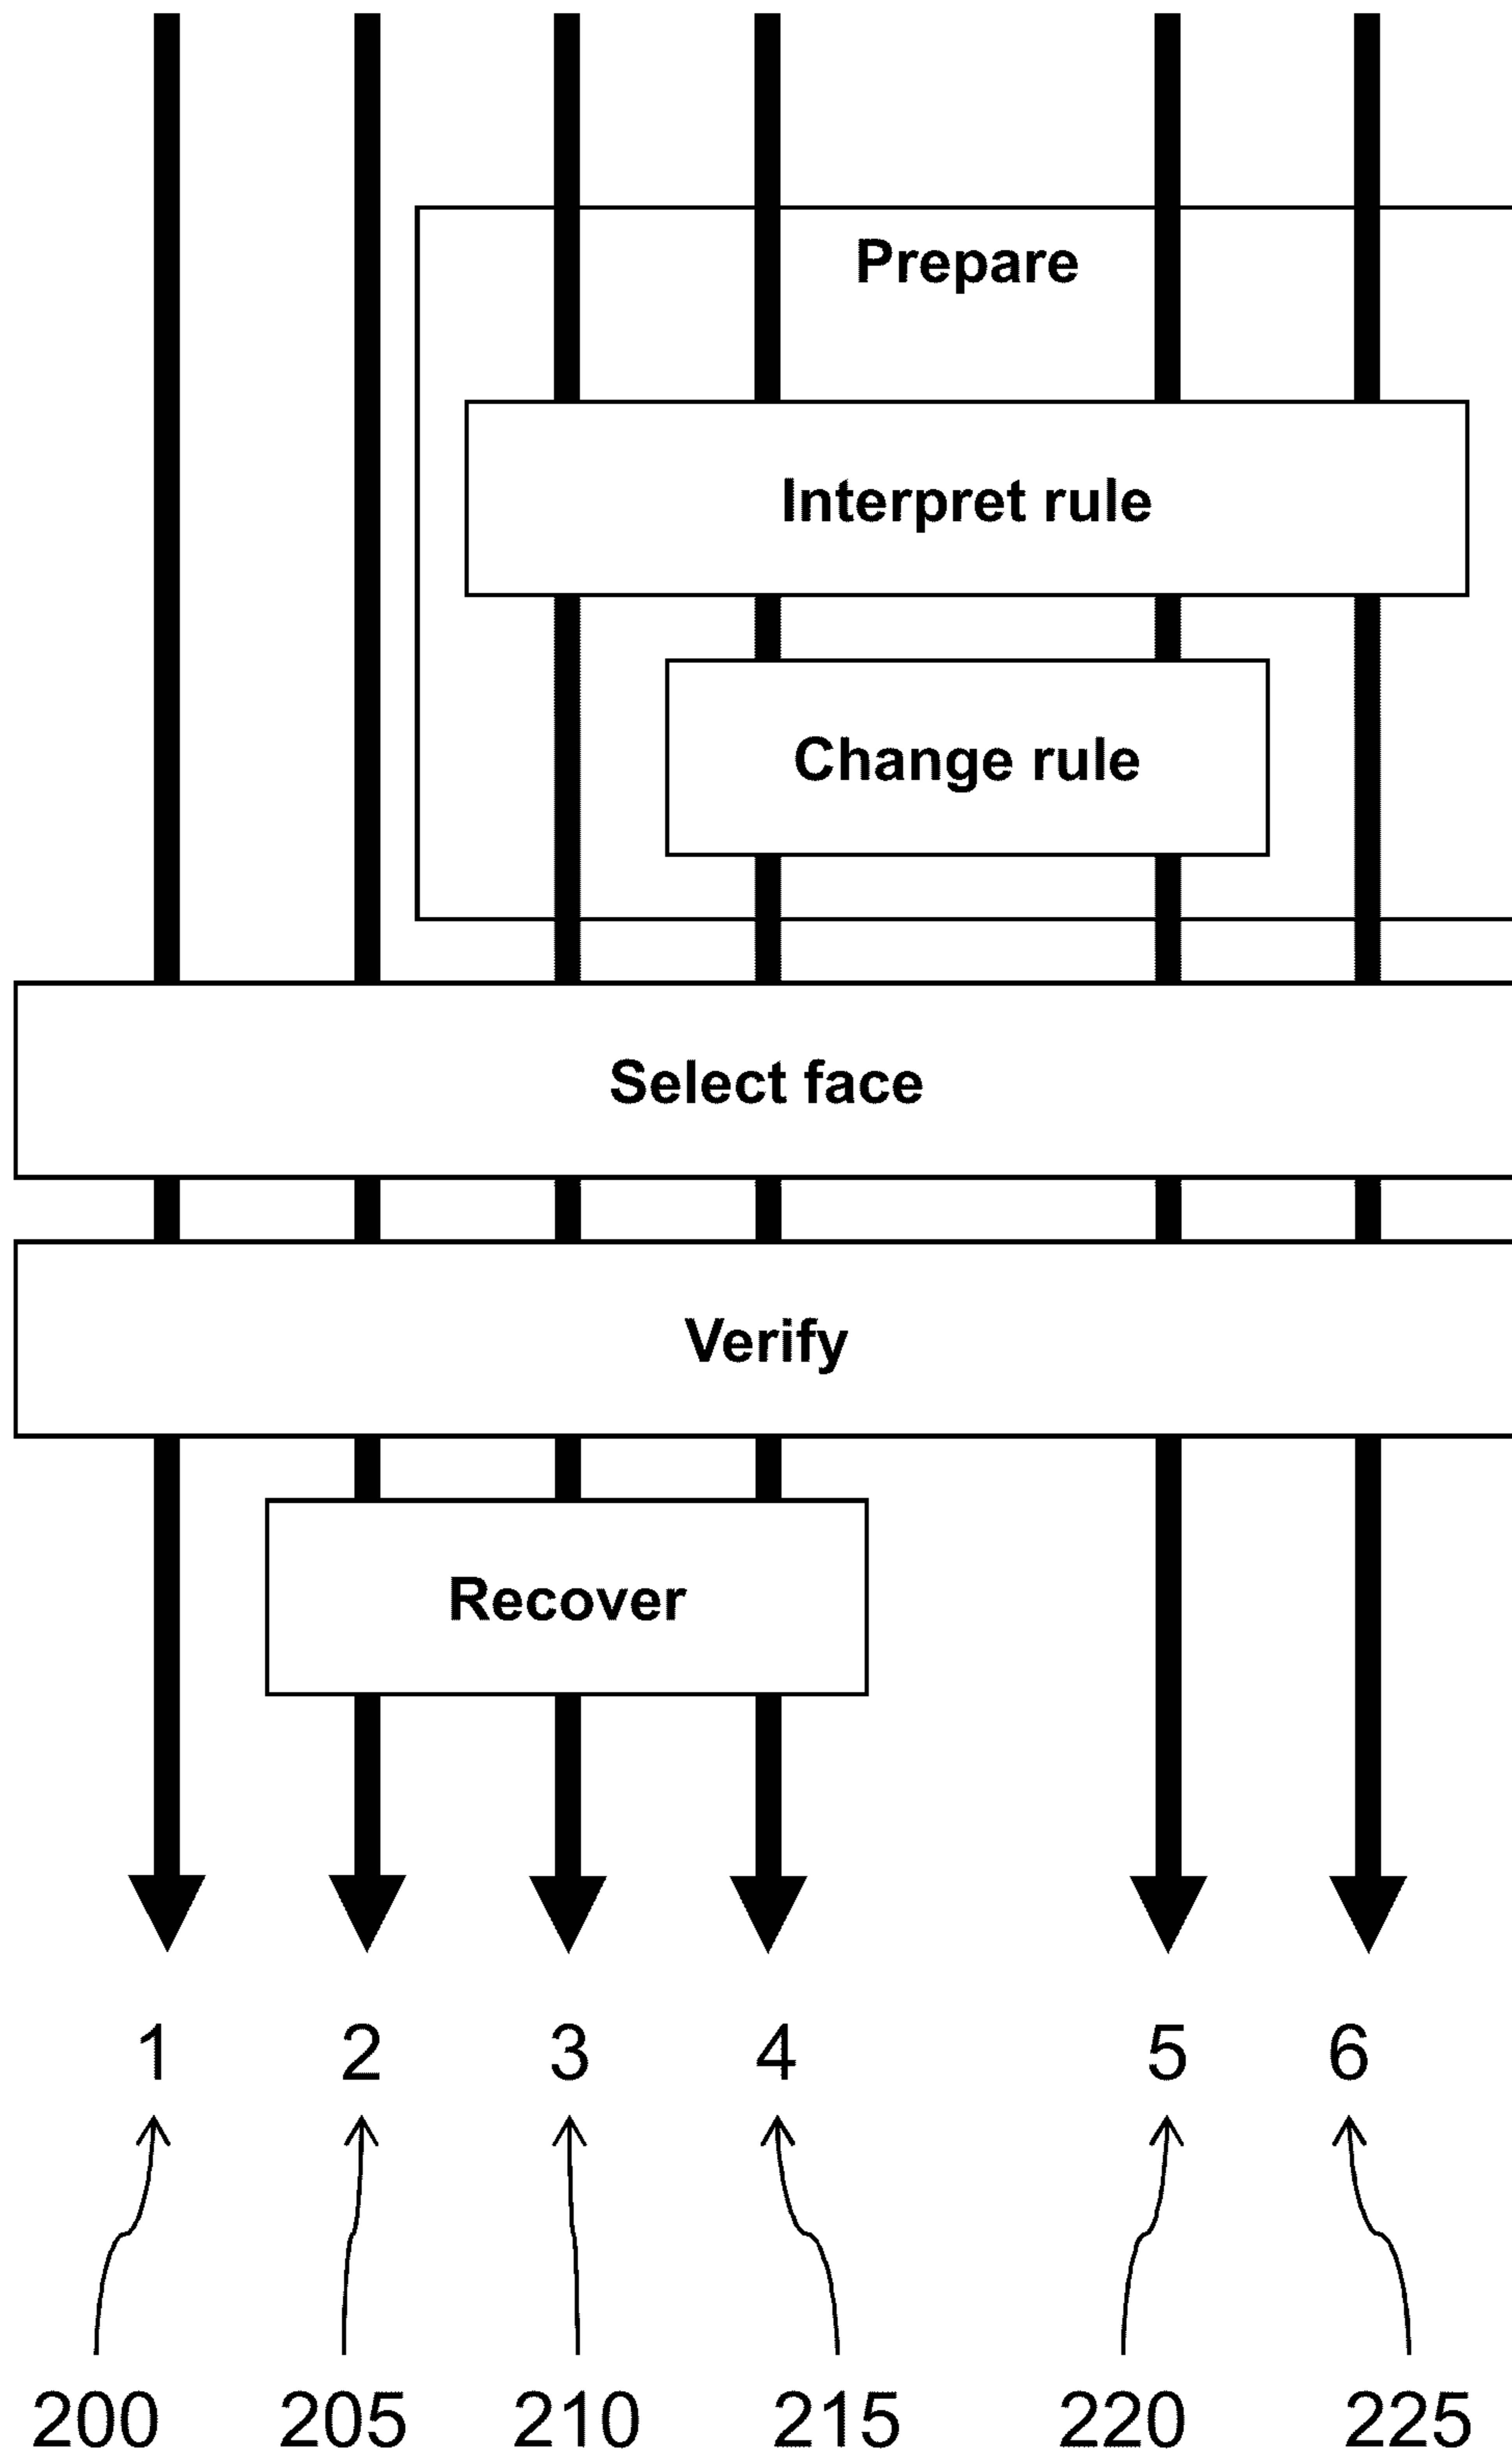 Prepare
Interpret rule
Change rule
Select face
Verify
Recover
1 2 3 4 5 6
200 205 210 215 220 225